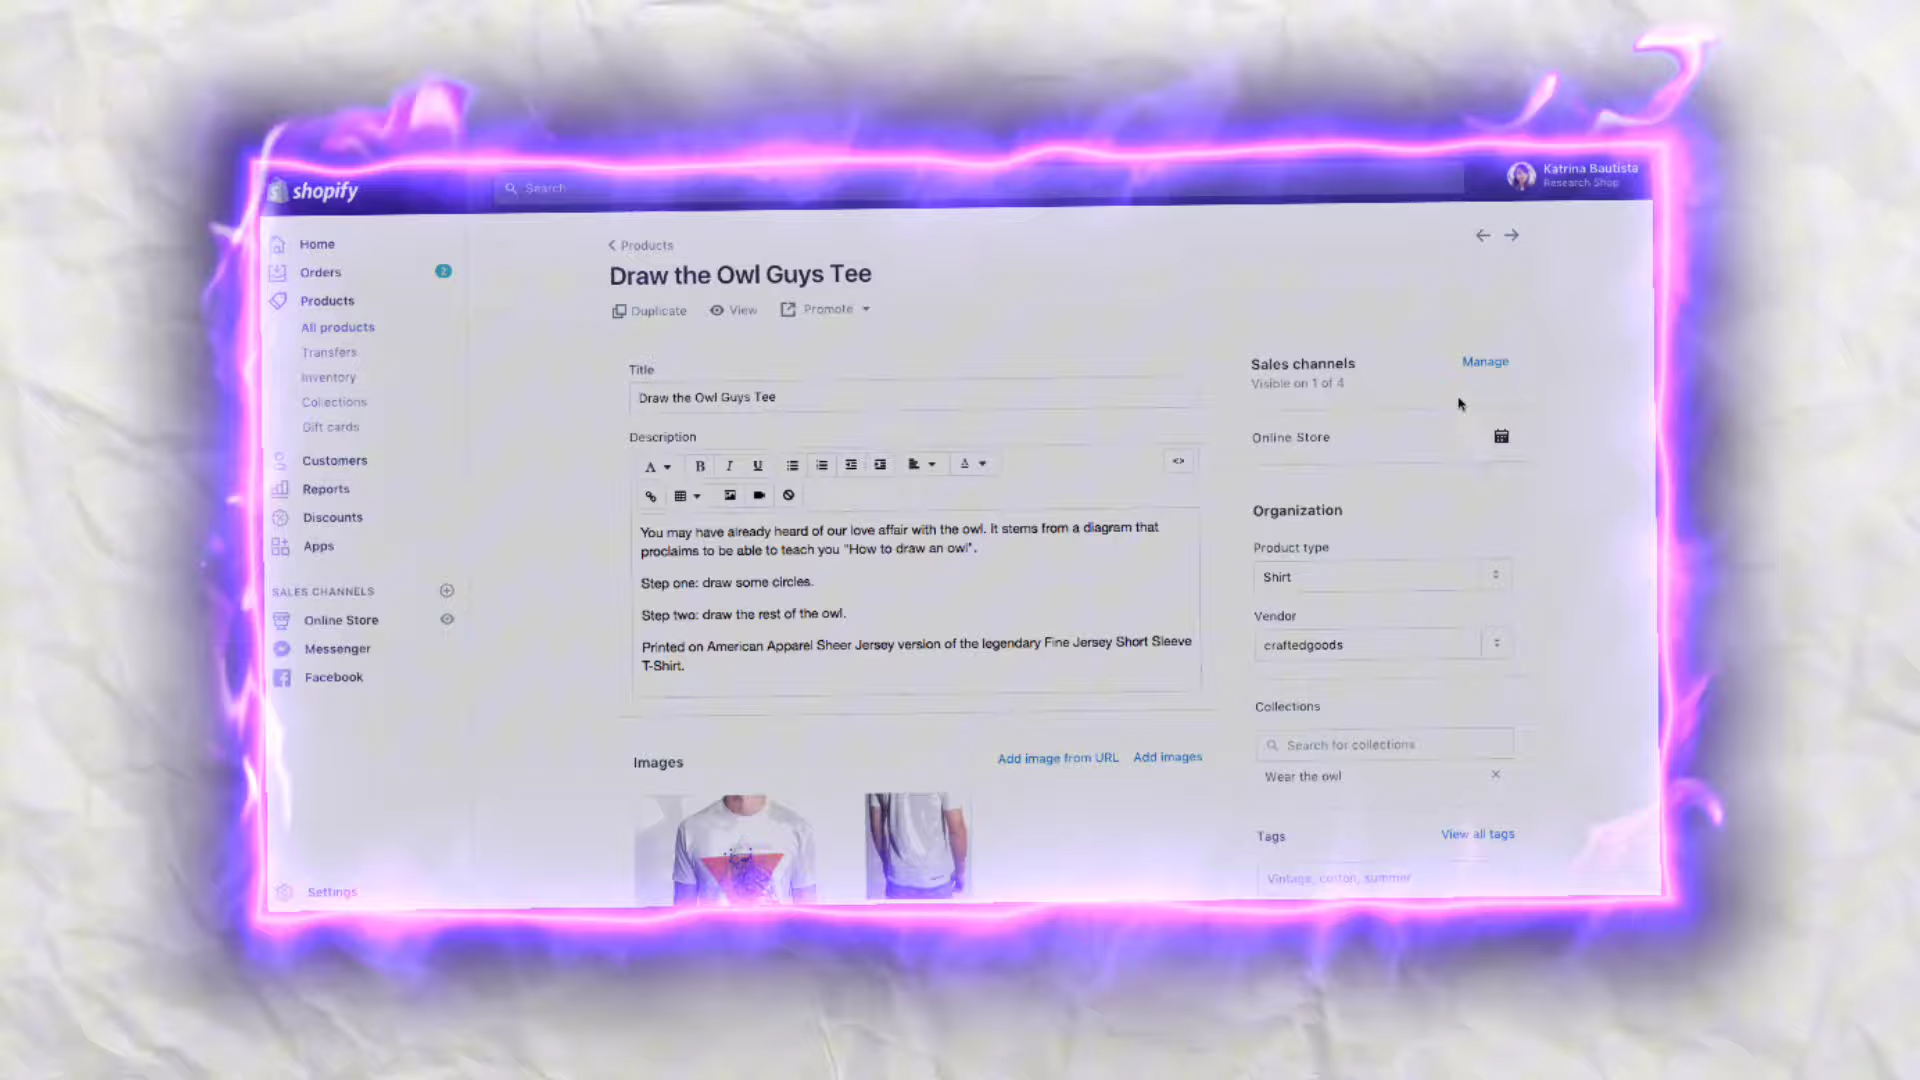 shopify
Search
Katrina Bautista
Research Shop
Home
Orders
2
Products
All products
Transfers
Inventory
Collections
Gift cards
Customers
Reports
Discounts
Apps
SALES CHANNELS
Online Store
Messenger
Facebook
Settings
Products
Draw the Owl Guys Tee
Duplicate
View
Promote
Title
Draw the Owl Guys Tee
Description
A
B
I
U
A
<>
You may have already heard of our love affair with the owl. It stems from a diagram that
proclaims to be able to teach you "How to draw an owl".
Step one: draw some circles.
Step two: draw the rest of the owl.
Printed on American Apparel Sheer Jersey version of the legendary Fine Jersey Short Sleeve
T-Shirt.
Images
Add image from URL
Add images
Sales channels
Manage
Visible on 1 of 4
Online Store
Organization
Product type
Shirt
Vendor
craftedgoods
Collections
Search for collections
Wear the owl
Tags
View all tags
Vintage, cotton, summer